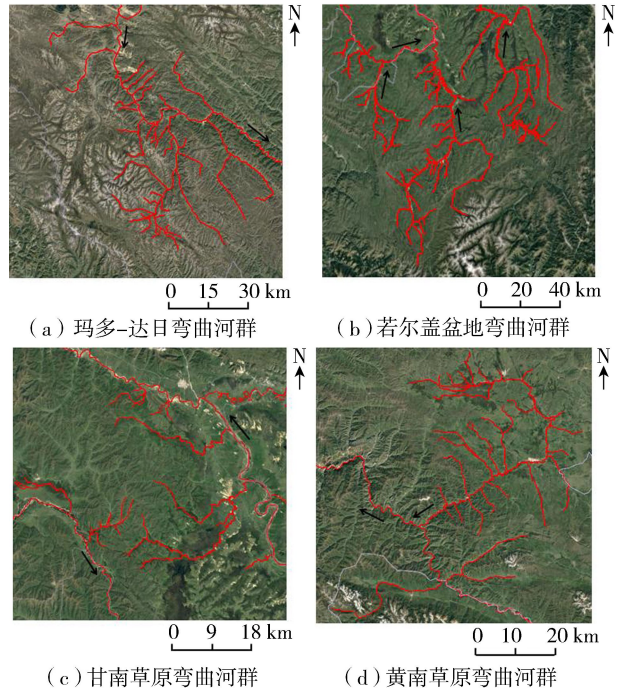 N
N
0 15 30 km
0 20 40 km
(a) 玛多–达日弯曲河群
(b) 若尔盖盆地弯曲河群
N
N
0 9 18 km
0 10 20 km
(c) 甘南草原弯曲河群
(d) 黄南草原弯曲河群